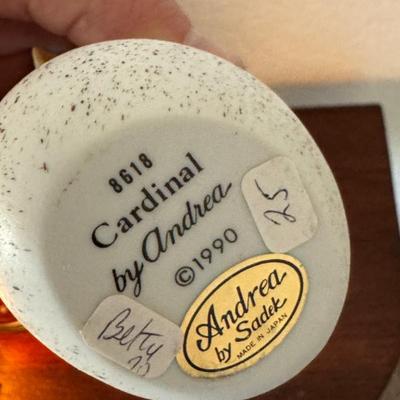 8618
Cardinal
by Andrea
©1990
25
Betty
Andrea
by Sadek
MADE IN JAPAN